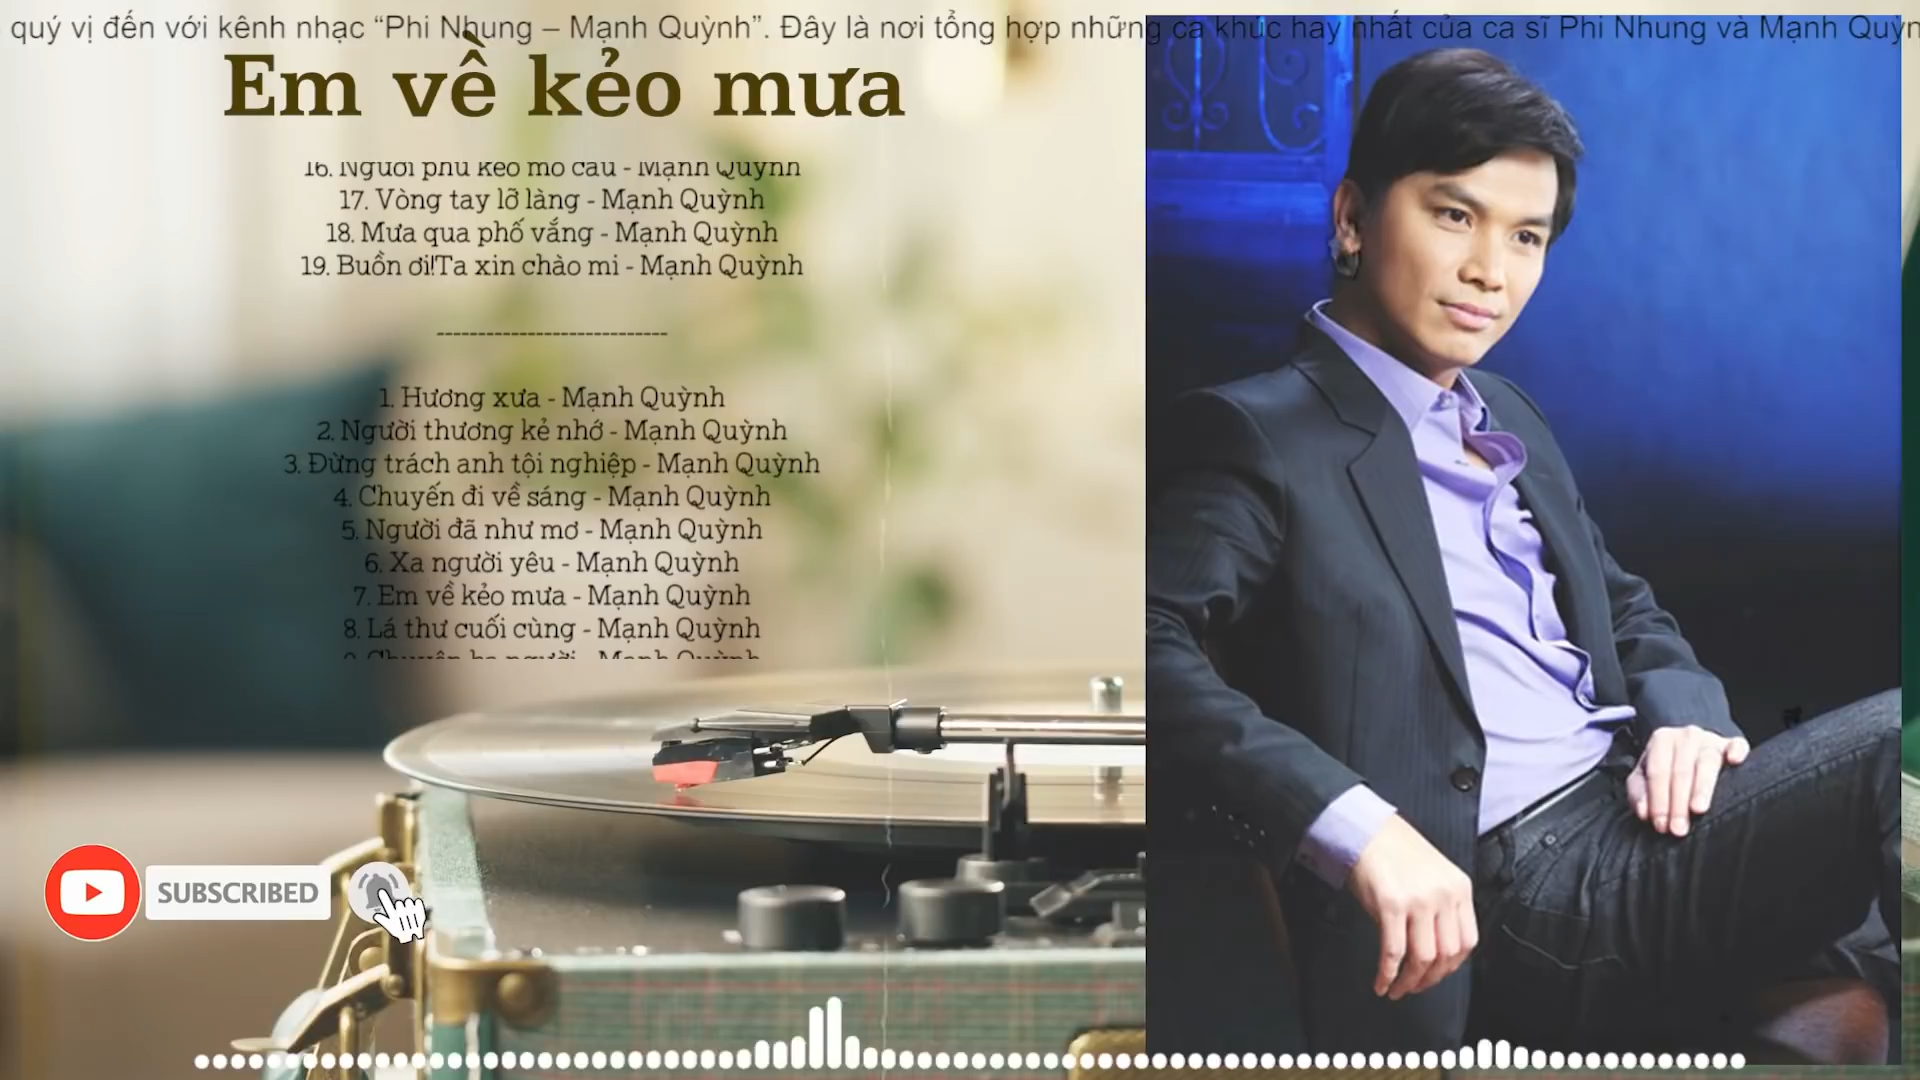 quý vị đến với kênh nhạc “Phi Nhung – Mạnh Quỳnh”. Đây là nơi tổng hợp những ca khúc hay nhất của ca sĩ Phi Nhung và Mạnh Quỳn
Em về kẻo mưa
16. Người phu kéo mo cau - Mạnh Quỳnh
17. Vòng tay lỡ làng - Mạnh Quỳnh
18. Mưa qua phố vắng - Mạnh Quỳnh
19. Buồn ơi!Ta xin chào mi - Mạnh Quỳnh
---------------------------
1. Hương xưa - Mạnh Quỳnh
2. Người thương kẻ nhớ - Mạnh Quỳnh
3. Đừng trách anh tội nghiệp - Mạnh Quỳnh
4. Chuyến đi về sáng - Mạnh Quỳnh
5. Người đã như mơ - Mạnh Quỳnh
6. Xa người yêu - Mạnh Quỳnh
7. Em về kẻo mưa - Mạnh Quỳnh
8. Lá thư cuối cùng - Mạnh Quỳnh
SUBSCRIBED